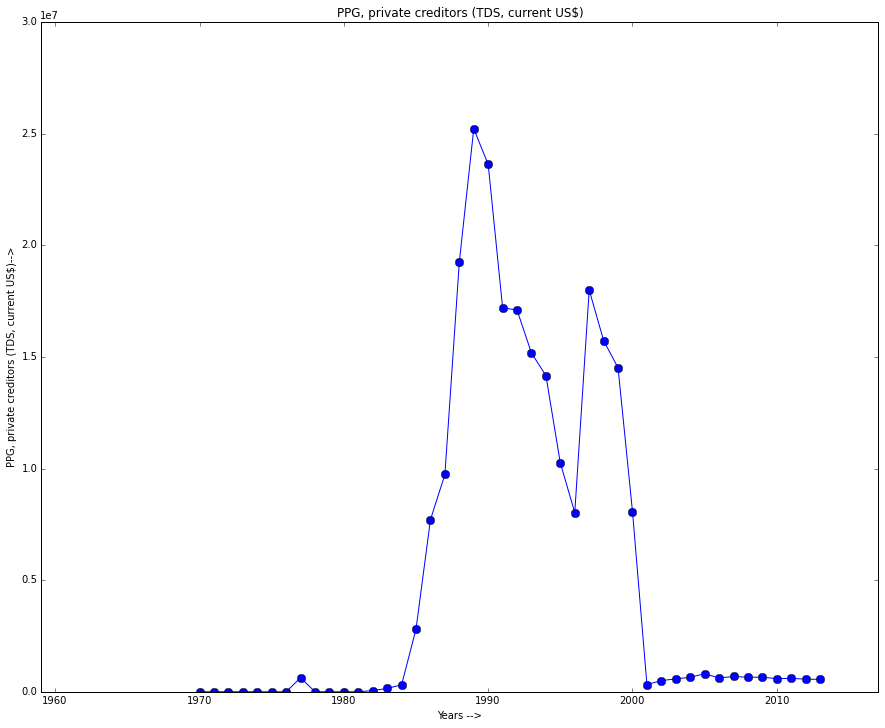 PPG, private creditors (TDS, current US$)
1e7
3.0
2.5
2.0
1.5
1.0
0.5
0.0
PPG, private creditors (TDS, current US$)-->
1960 1970 1980 1990 2000 2010
Years -->